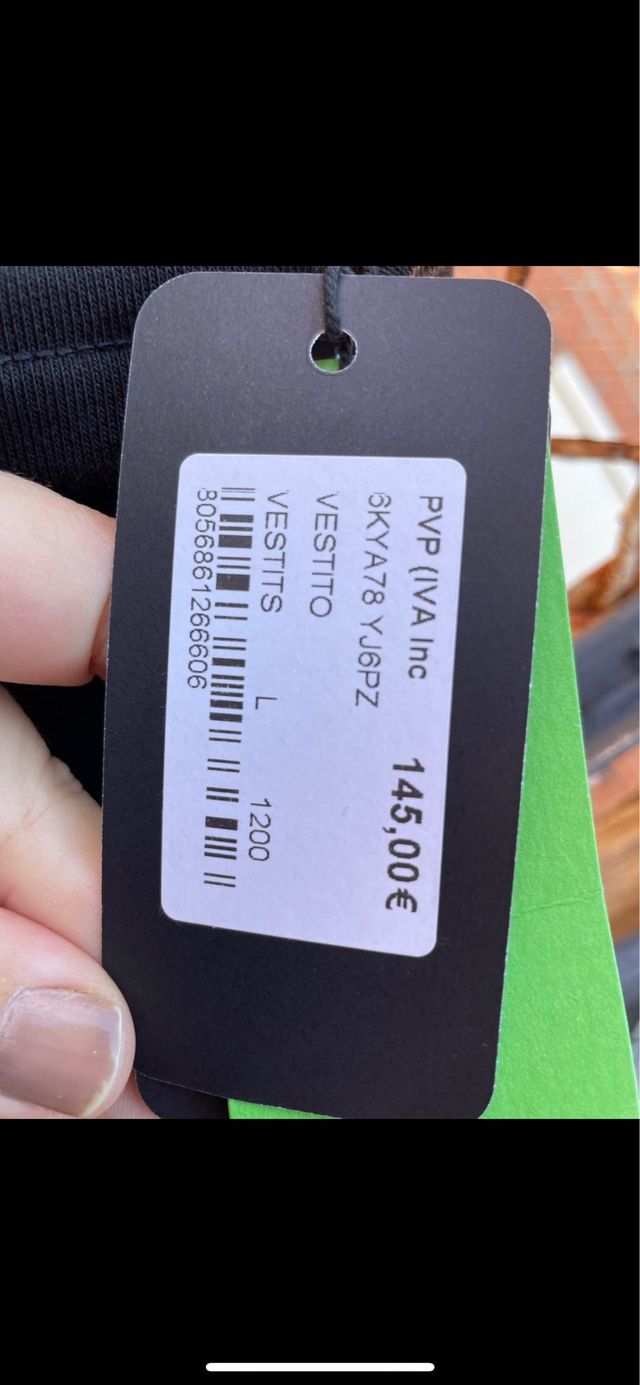 PVP (IVA Inc 145,00€
6KYA78 YJ6PZ
VESTITO
VESTITS L 1200
8056861266606